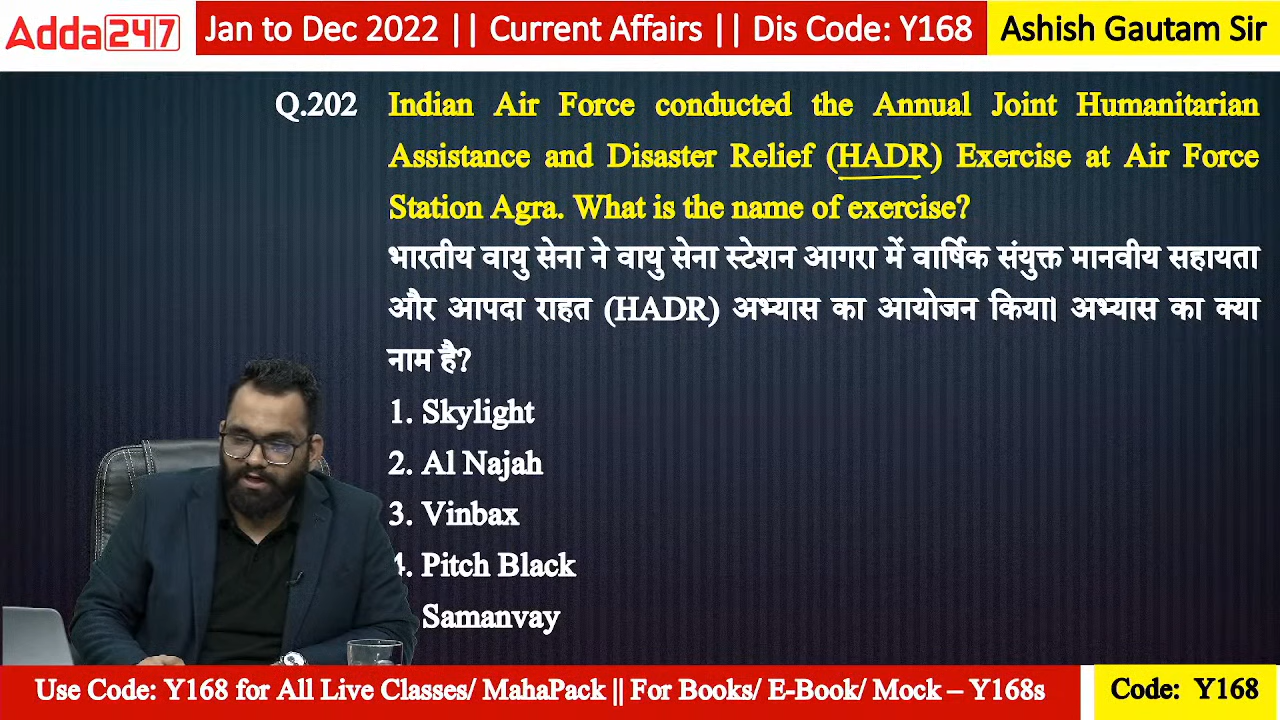 Adda247
Jan to Dec 2022 || Current Affairs || Dis Code: Y168
Ashish Gautam Sir
Q.202 Indian Air Force conducted the Annual Joint Humanitarian
Assistance and Disaster Relief (HADR) Exercise at Air Force
Station Agra. What is the name of exercise?
भारतीय वायु सेना ने वायु सेना स्टेशन आगरा में वार्षिक संयुक्त मानवीय सहायता
और आपदा राहत (HADR) अभ्यास का आयोजन किया। अभ्यास का क्या
नाम है?
1. Skylight
2. Al Najah
3. Vinbax
4. Pitch Black
Samanvay
Use Code: Y168 for All Live Classes/ MahaPack || For Books/ E-Book/ Mock – Y168s
Code: Y168